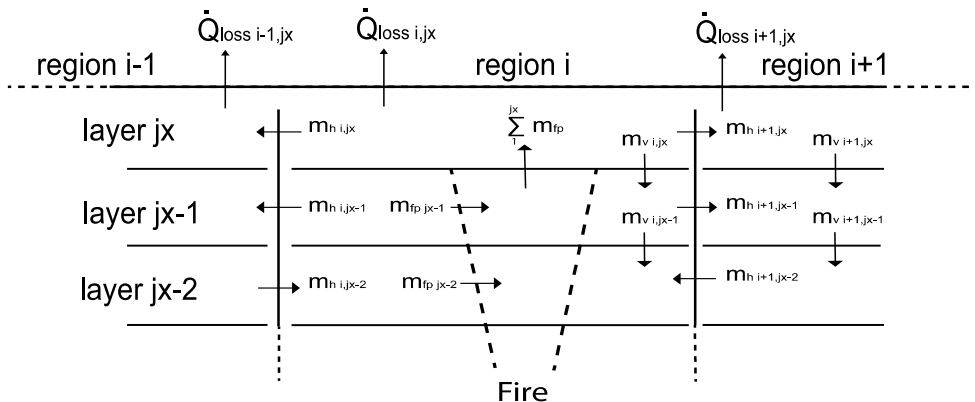 Q̇loss i-1,jx Q̇loss i,jx Q̇loss i+1,jx
region i-1 region i region i+1
layer jx mh i,jx jx∑1 mfp mv i,jx mh i+1,jx mv i+1,jx
layer jx-1 mh i,jx-1 mfp jx-1 mv i,jx-1 mh i+1,jx-1 mv i+1,jx-1
layer jx-2 mh i,jx-2 mfp jx-2 mh i+1,jx-2
Fire